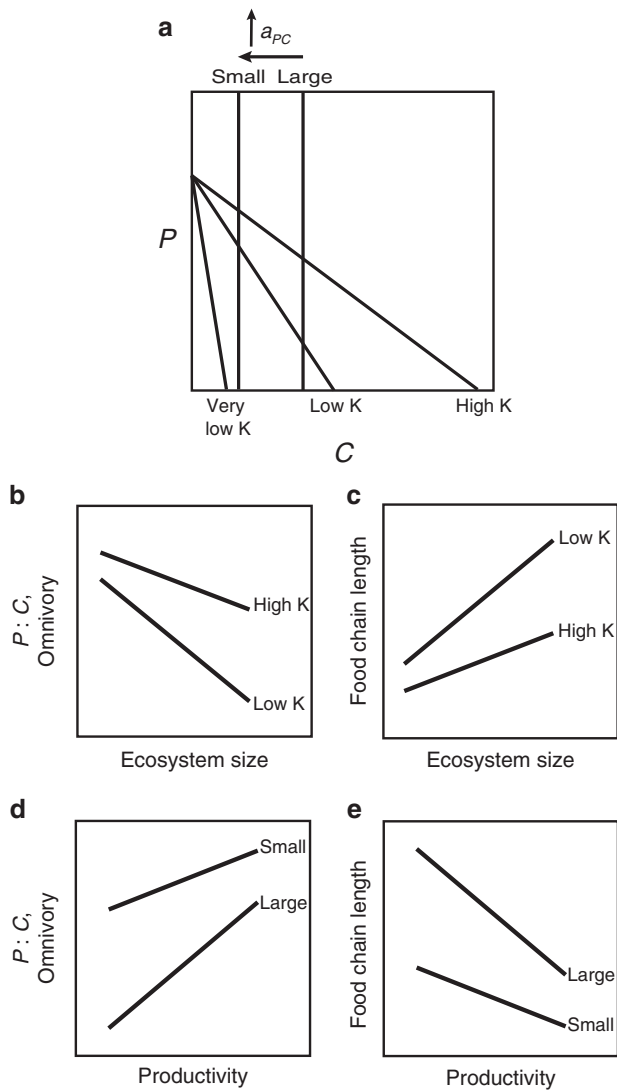 a
a_PC
Small Large
P
Very
low K
Low K
High K
C
b
P : C,
Omnivory
High K
Low K
Ecosystem size
c
Food chain length
Low K
High K
Ecosystem size
d
P : C,
Omnivory
Small
Large
Productivity
e
Food chain length
Large
Small
Productivity